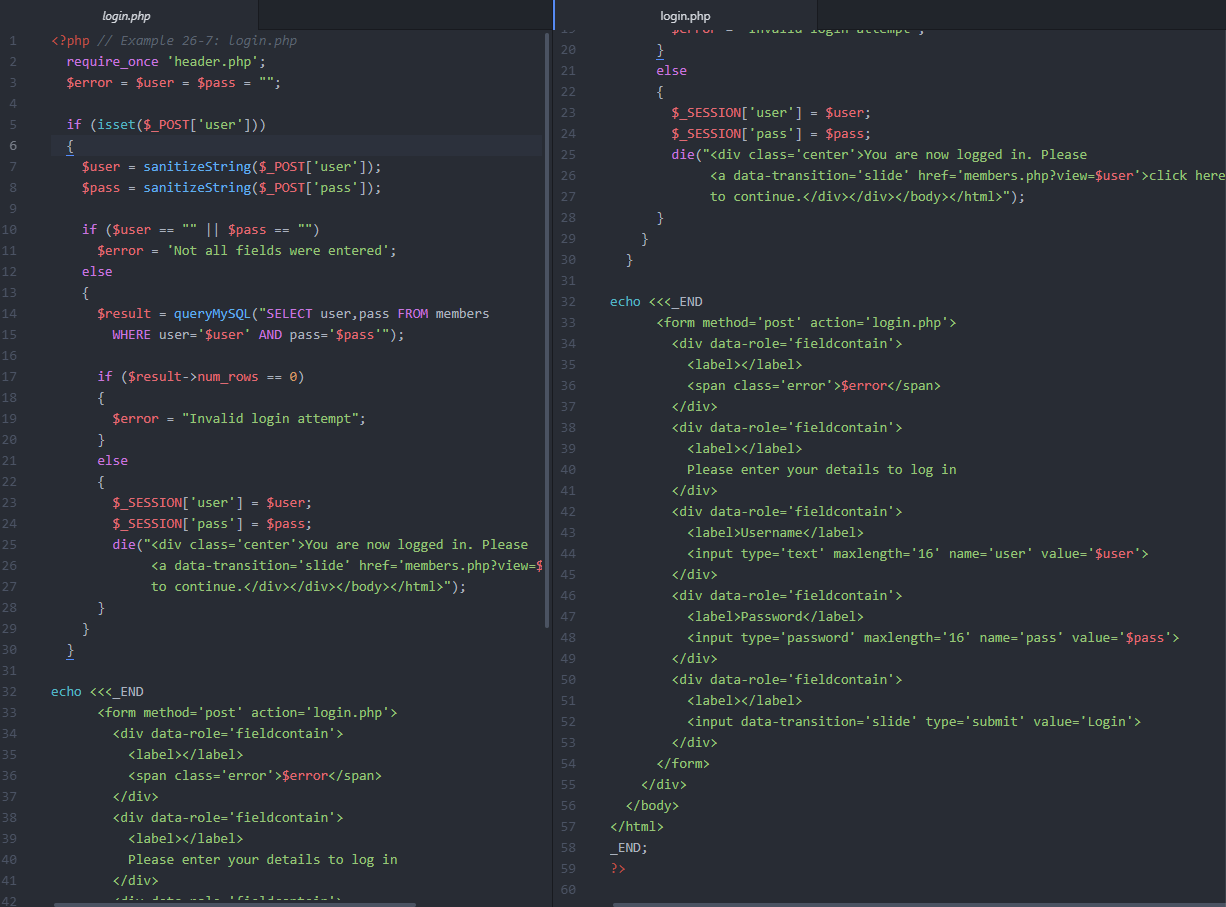 login.php
1 <?php // Example 26-7: login.php
2 require_once 'header.php';
3 $error = $user = $pass = "";
4
5 if (isset($_POST['user']))
6 {
7 $user = sanitizeString($_POST['user']);
8 $pass = sanitizeString($_POST['pass']);
9
10 if ($user == "" || $pass == "")
11 $error = 'Not all fields were entered';
12 else
13 {
14 $result = queryMySQL("SELECT user,pass FROM members
15 WHERE user='$user' AND pass='$pass'");
16
17 if ($result->num_rows == 0)
18 {
19 $error = "Invalid login attempt";
20 }
21 else
22 {
23 $_SESSION['user'] = $user;
24 $_SESSION['pass'] = $pass;
25 die("<div class='center'>You are now logged in. Please
26 <a data-transition='slide' href='members.php?view=$
27 to continue.</div></div></body></html>");
28 }
29 }
30 }
31
32 echo <<<_END
33 <form method='post' action='login.php'>
34 <div data-role='fieldcontain'>
35 <label></label>
36 <span class='error'>$error</span>
37 </div>
38 <div data-role='fieldcontain'>
39 <label></label>
40 Please enter your details to log in
41 </div>
42 <div data-role='fieldcontain'>
login.php
19 $error = "Invalid login attempt";
20 }
21 else
22 {
23 $_SESSION['user'] = $user;
24 $_SESSION['pass'] = $pass;
25 die("<div class='center'>You are now logged in. Please
26 <a data-transition='slide' href='members.php?view=$user'>click here
27 to continue.</div></div></body></html>");
28 }
29 }
30 }
31
32 echo <<<_END
33 <form method='post' action='login.php'>
34 <div data-role='fieldcontain'>
35 <label></label>
36 <span class='error'>$error</span>
37 </div>
38 <div data-role='fieldcontain'>
39 <label></label>
40 Please enter your details to log in
41 </div>
42 <div data-role='fieldcontain'>
43 <label>Username</label>
44 <input type='text' maxlength='16' name='user' value='$user'>
45 </div>
46 <div data-role='fieldcontain'>
47 <label>Password</label>
48 <input type='password' maxlength='16' name='pass' value='$pass'>
49 </div>
50 <div data-role='fieldcontain'>
51 <label></label>
52 <input data-transition='slide' type='submit' value='Login'>
53 </div>
54 </form>
55 </div>
56 </body>
57 </html>
58 _END;
59 ?>
60